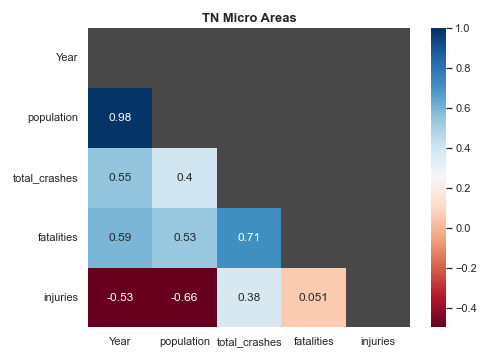 TN Micro Areas
Year
population
0.98
total_crashes
0.55 0.4
fatalities
0.59 0.53 0.71
injuries
-0.53 -0.66 0.38 0.051
Year population total_crashes fatalities injuries
1.0
0.8
0.6
0.4
0.2
0.0
−0.2
−0.4